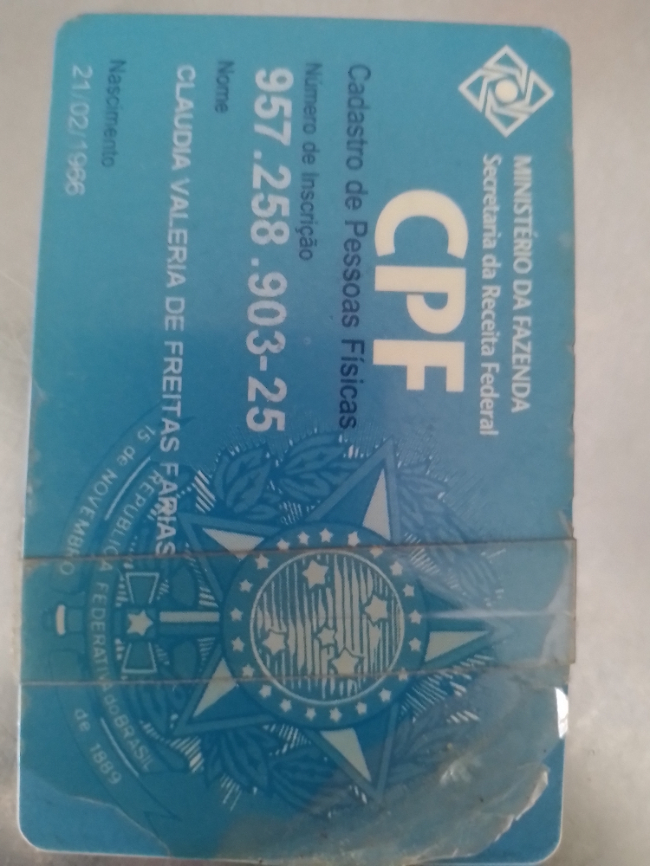 MINISTÉRIO DA FAZENDA
Secretaria da Receita Federal
CPF
Cadastro de Pessoas Físicas
Número de Inscrição
957.258.903-25
Nome
CLAUDIA VALERIA DE FREITAS FARIAS
Nascimento
21/02/1966
REPUBLICA FEDERATIVA do BRASIL
15 de NOVEMBRO de 1889